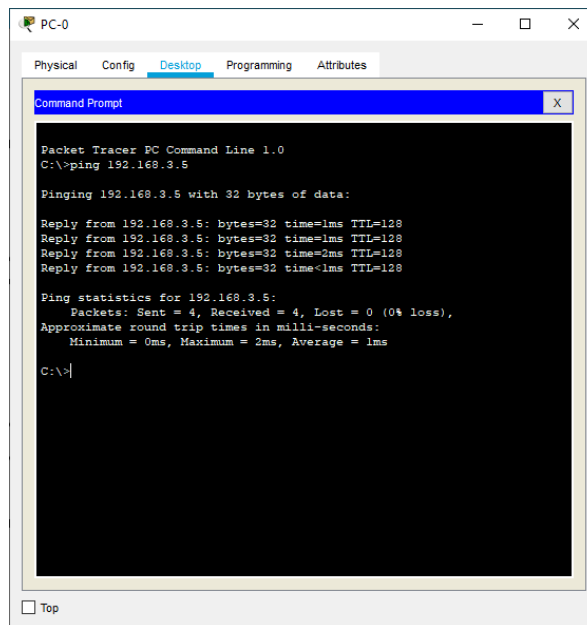 PC-0
Physical Config Desktop Programming Attributes
Command Prompt
X
Packet Tracer PC Command Line 1.0
C:\>ping 192.168.3.5
Pinging 192.168.3.5 with 32 bytes of data:
Reply from 192.168.3.5: bytes=32 time=1ms TTL=128
Reply from 192.168.3.5: bytes=32 time=1ms TTL=128
Reply from 192.168.3.5: bytes=32 time=2ms TTL=128
Reply from 192.168.3.5: bytes=32 time<1ms TTL=128
Ping statistics for 192.168.3.5:
Packets: Sent = 4, Received = 4, Lost = 0 (0% loss),
Approximate round trip times in milli-seconds:
Minimum = 0ms, Maximum = 2ms, Average = 1ms
C:\>
Top